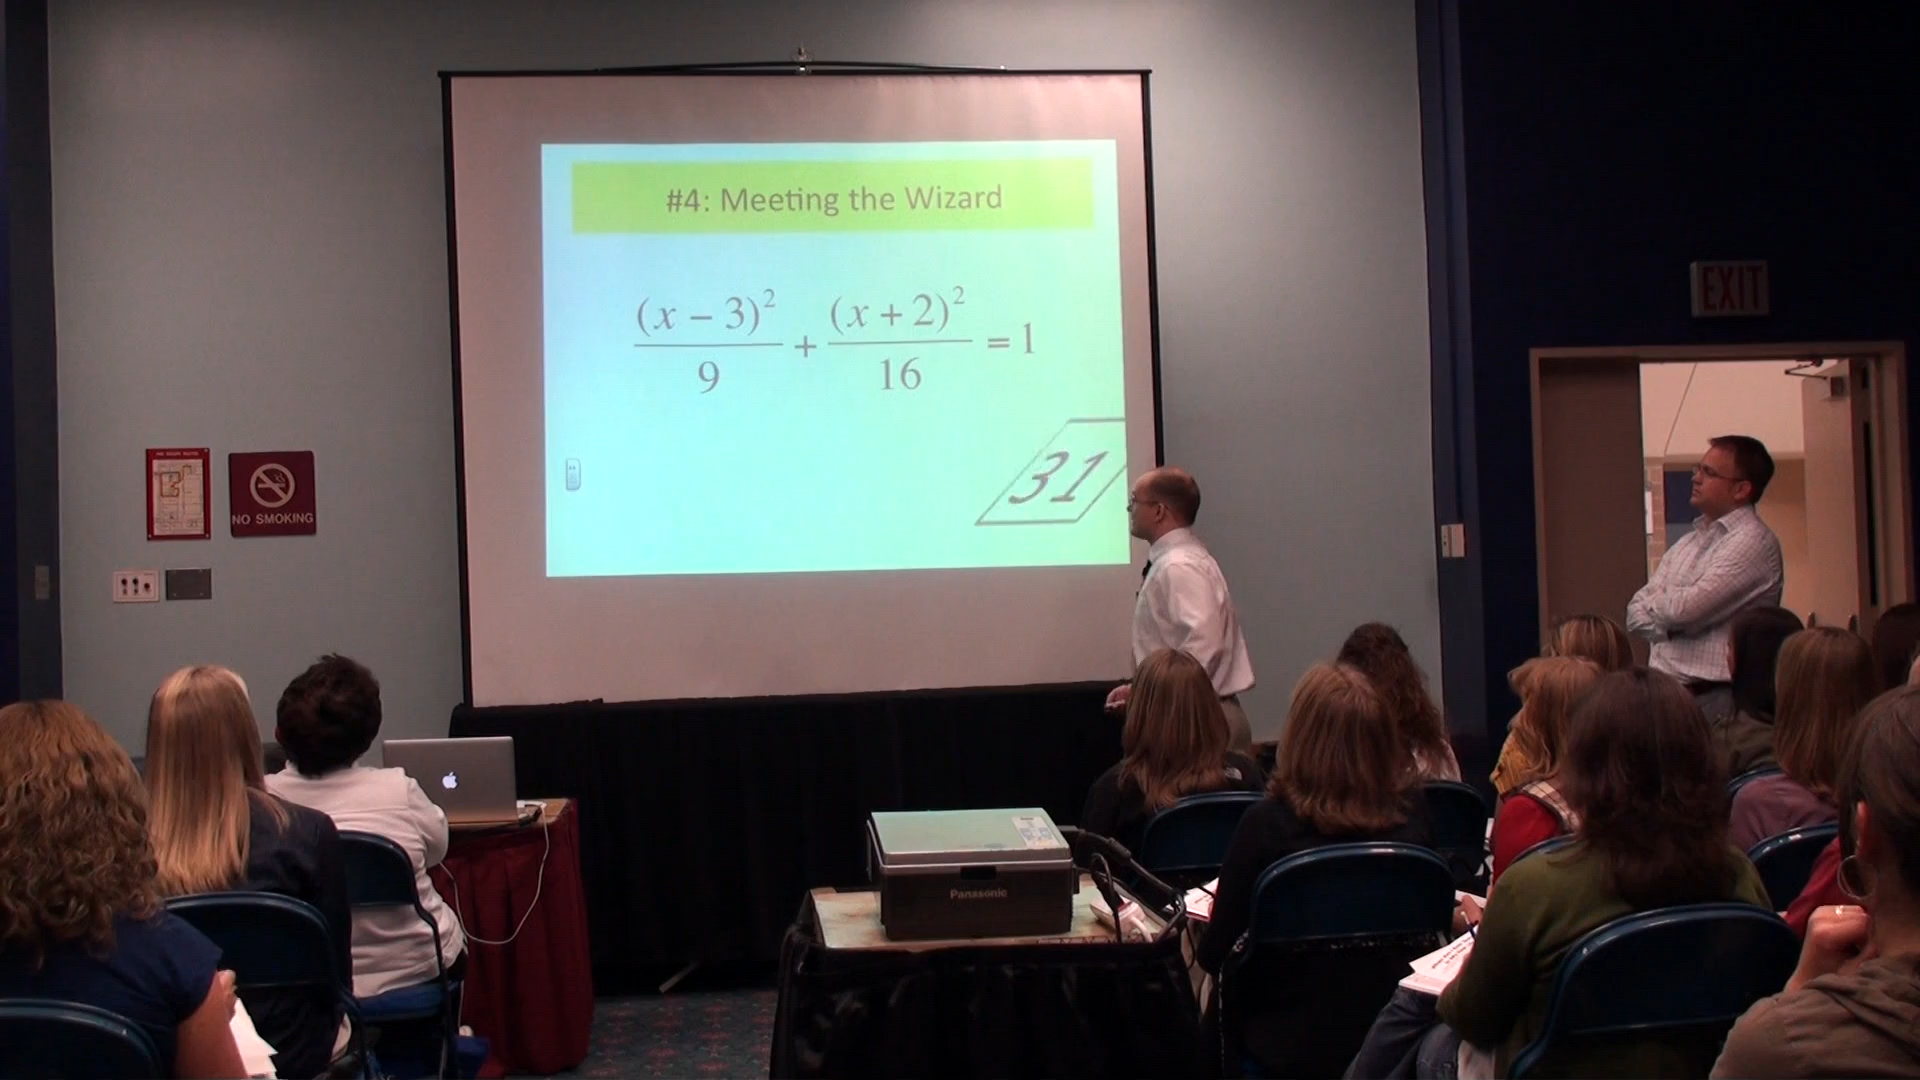 #4: Meeting the Wizard
(x − 3)² / 9 + (x + 2)² / 16 = 1
31
EXIT
NO SMOKING
Panasonic